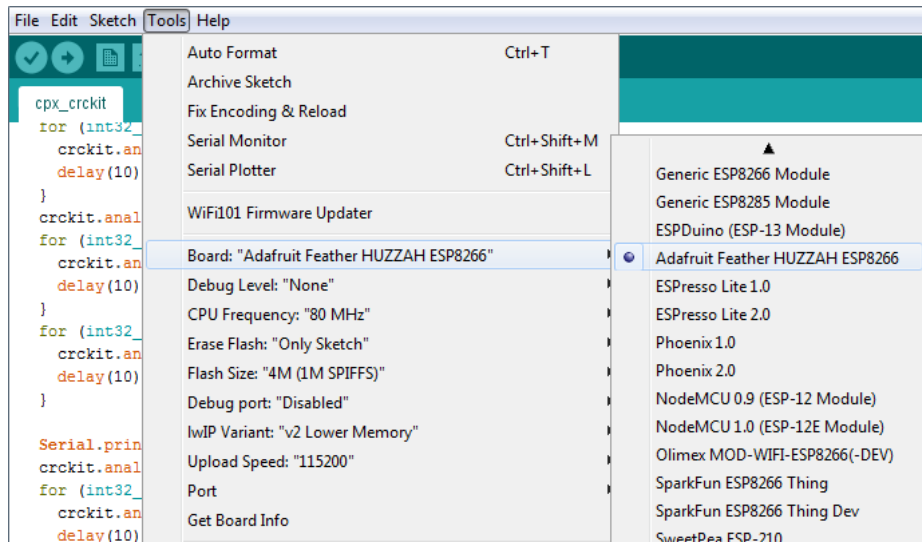 File Edit Sketch Tools Help
cpx_crckit
for (int32_
crckit.an
delay(10)
}
crckit.anal
for (int32_
crckit.an
delay(10)
}
for (int32_
crckit.an
delay(10)
}
Serial.prin
crckit.anal
for (int32_
crckit.an
delay(10)
Auto Format Ctrl+T
Archive Sketch
Fix Encoding & Reload
Serial Monitor Ctrl+Shift+M
Serial Plotter Ctrl+Shift+L
WiFi101 Firmware Updater
Board: "Adafruit Feather HUZZAH ESP8266"
Debug Level: "None"
CPU Frequency: "80 MHz"
Erase Flash: "Only Sketch"
Flash Size: "4M (1M SPIFFS)"
Debug port: "Disabled"
IwIP Variant: "v2 Lower Memory"
Upload Speed: "115200"
Port
Get Board Info
Generic ESP8266 Module
Generic ESP8285 Module
ESPDuino (ESP-13 Module)
Adafruit Feather HUZZAH ESP8266
ESPresso Lite 1.0
ESPresso Lite 2.0
Phoenix 1.0
Phoenix 2.0
NodeMCU 0.9 (ESP-12 Module)
NodeMCU 1.0 (ESP-12E Module)
Olimex MOD-WIFI-ESP8266(-DEV)
SparkFun ESP8266 Thing
SparkFun ESP8266 Thing Dev
SweetPea ESP-210